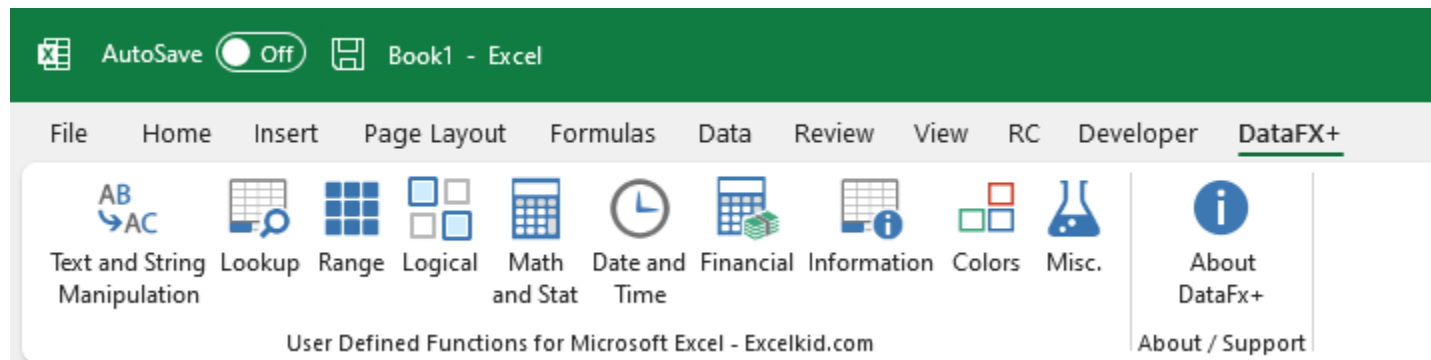 AutoSave Off Book1 - Excel
File Home Insert Page Layout Formulas Data Review View RC Developer DataFX+
AB
AC
Text and String Lookup Range Logical Math Date and Financial Information Colors Misc. About
Manipulation and Stat Time DataFx+
User Defined Functions for Microsoft Excel - Excelkid.com About / Support